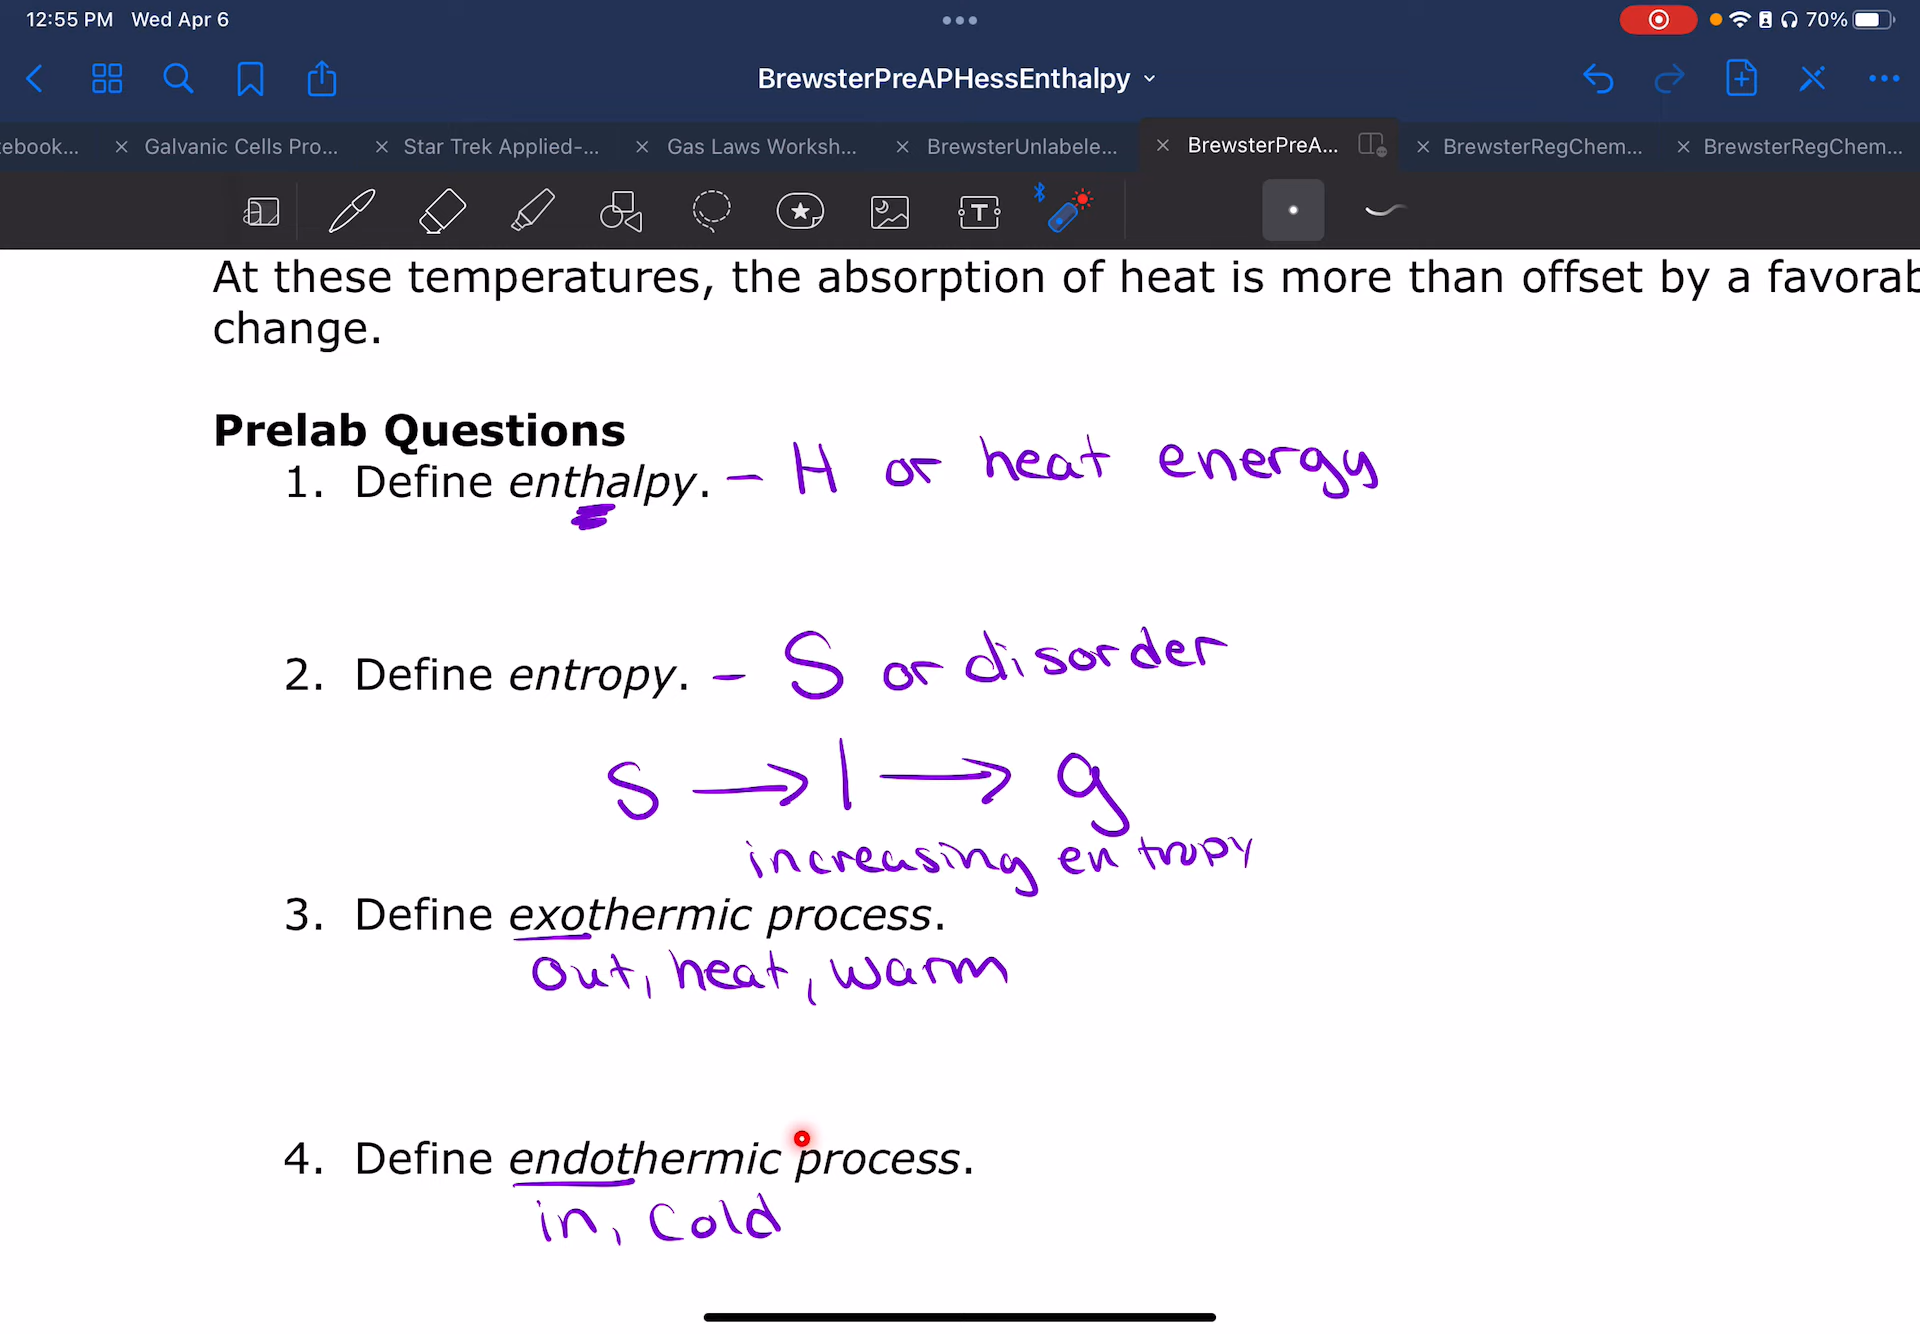 12:55 PM Wed Apr 6 70%
BrewsterPreAPHessEnthalpy
ebook... Galvanic Cells Pro... Star Trek Applied-... Gas Laws Worksh... BrewsterUnlabele... BrewsterPreA... BrewsterRegChem... BrewsterRegChem...
T
At these temperatures, the absorption of heat is more than offset by a favorab
change.
Prelab Questions
1. Define enthalpy. - H or heat energy
2. Define entropy. - S or disorder
s → l → g
increasing entropy
3. Define exothermic process.
out, heat, warm
4. Define endothermic process.
in, cold